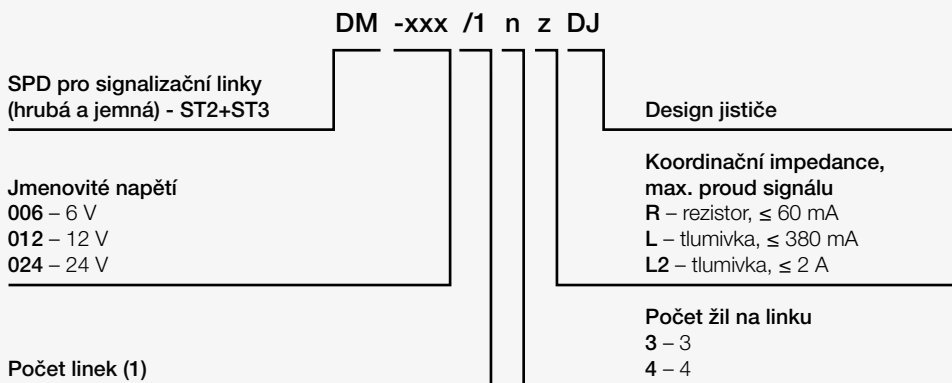 DM -xxx /1 n z DJ
SPD pro signalizační linky
(hrubá a jemná) - ST2+ST3
Design jističe
Jmenovité napětí
006 – 6 V
012 – 12 V
024 – 24 V
Koordinační impedance,
max. proud signálu
R – rezistor, ≤ 60 mA
L – tlumivka, ≤ 380 mA
L2 – tlumivka, ≤ 2 A
Počet linek (1)
Počet žil na linku
3 – 3
4 – 4